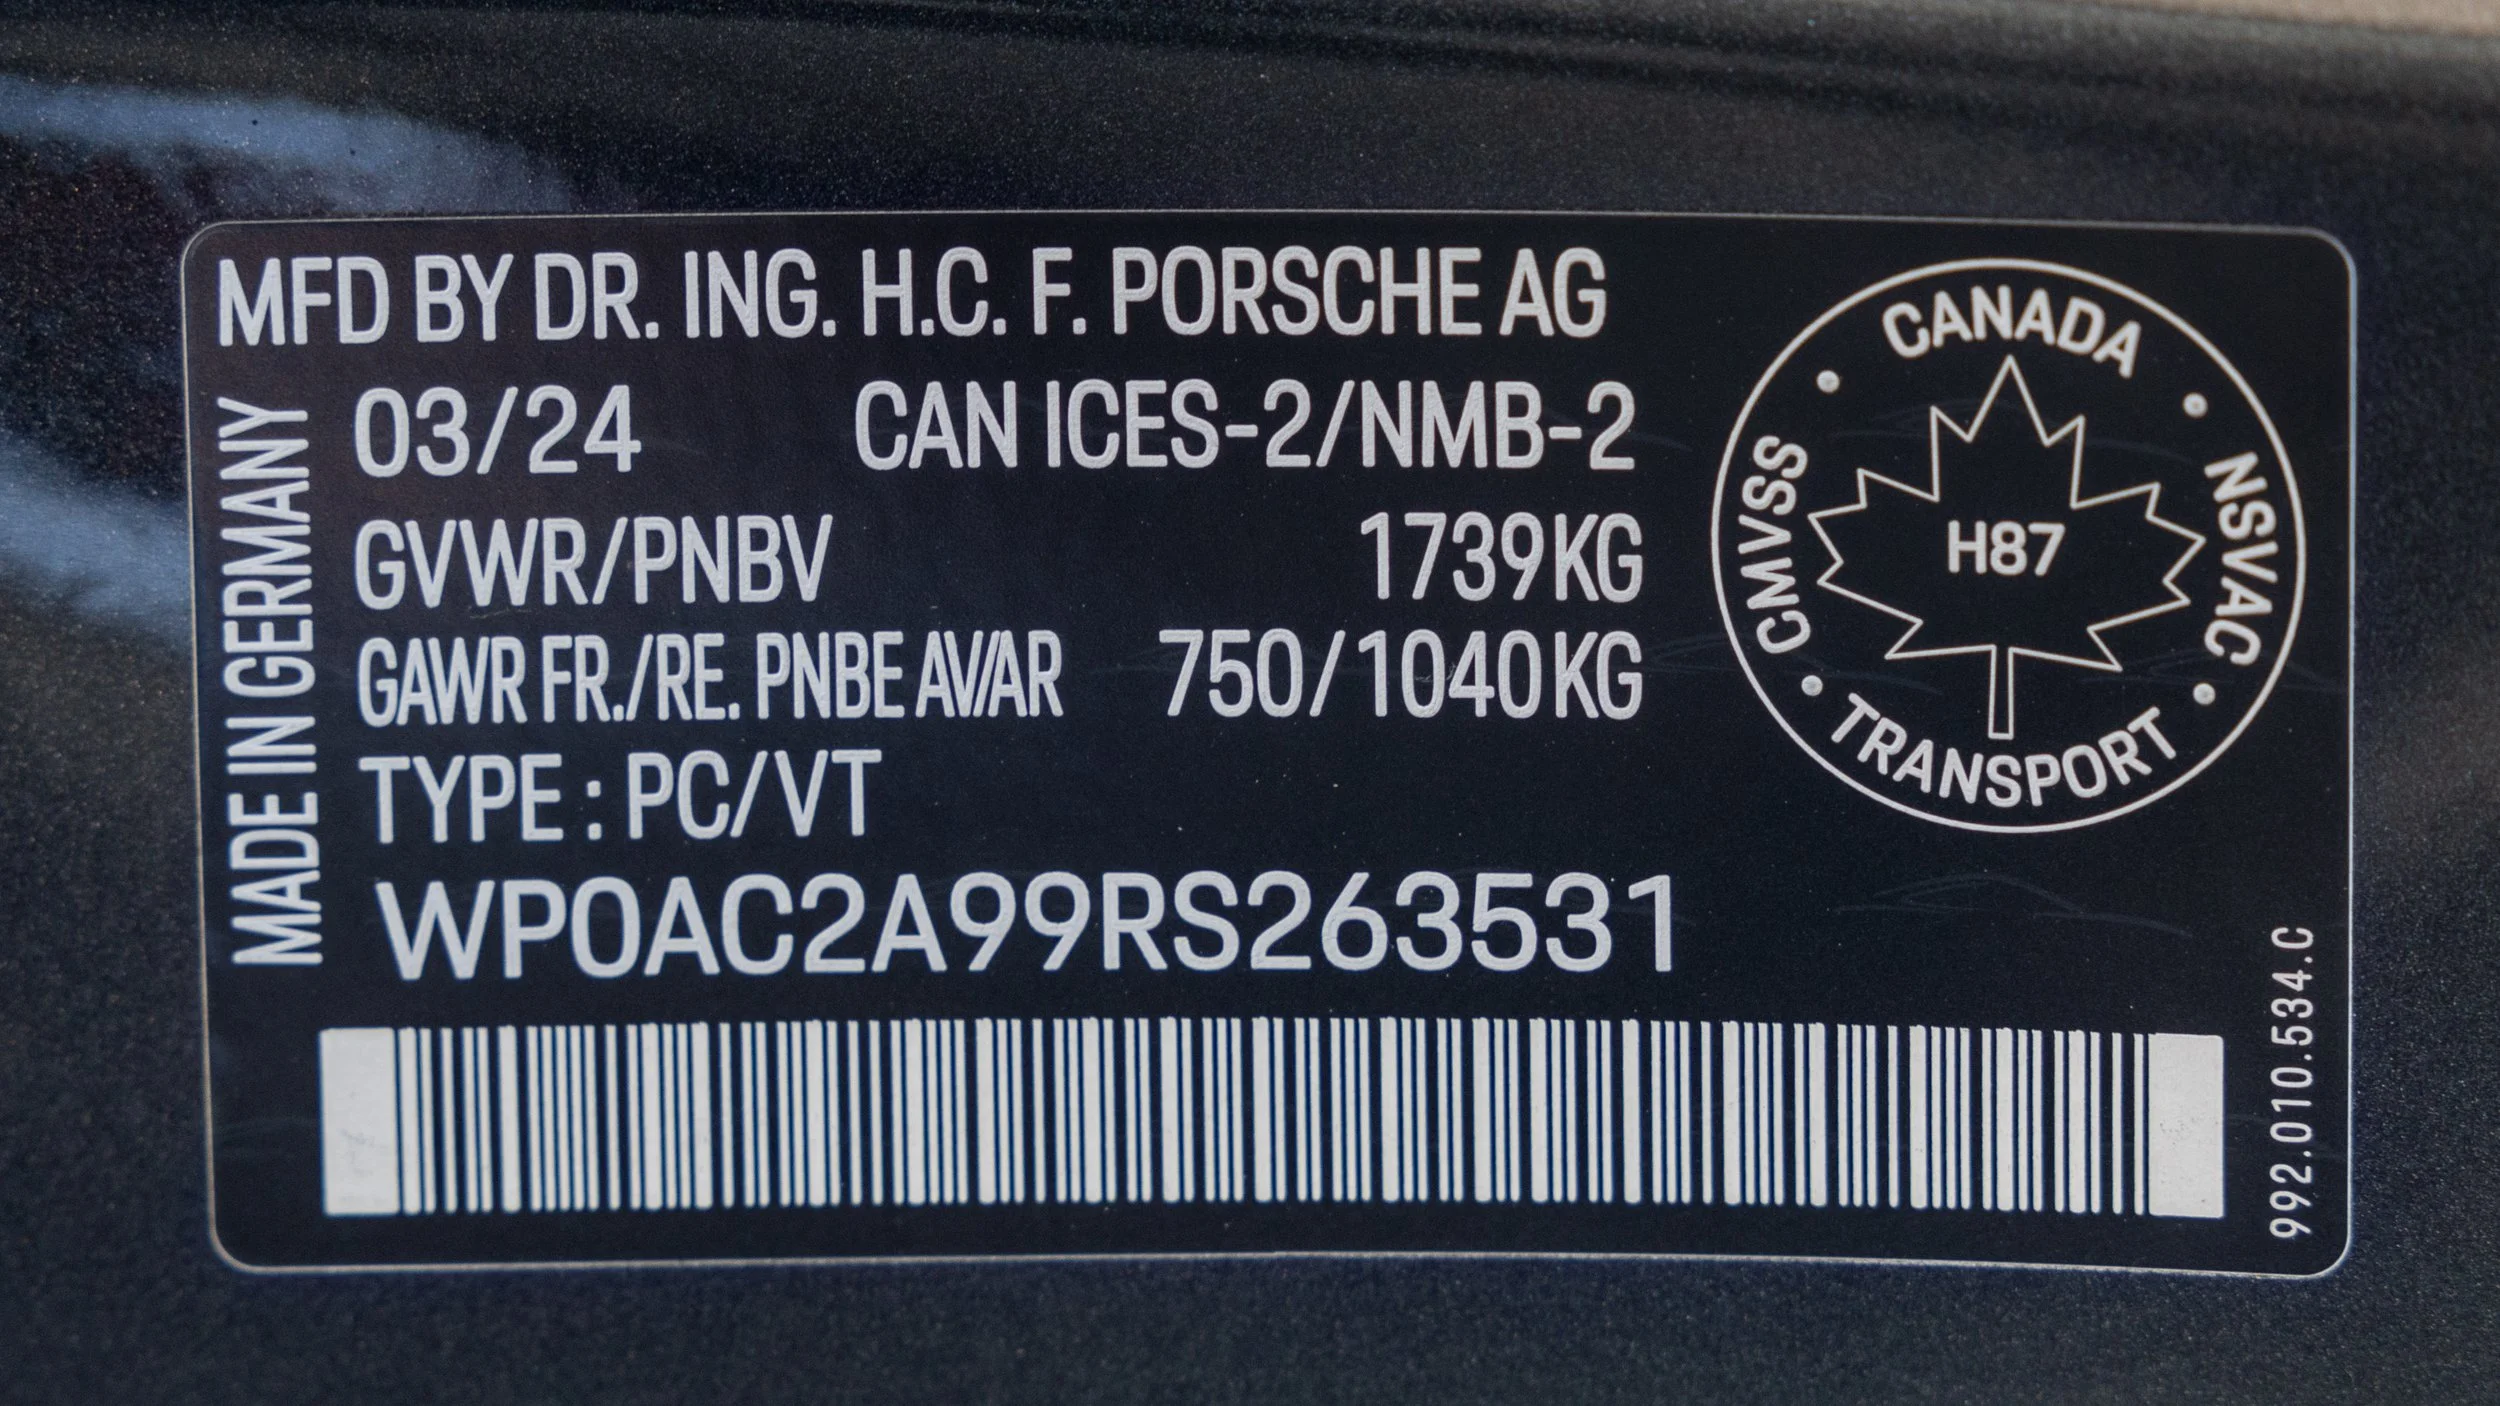 MFD BY DR. ING. H.C. F. PORSCHE AG
MADE IN GERMANY
03/24 CAN ICES-2/NMB-2
GVWR/PNBV 1739KG
GAWR FR./RE. PNBE AV/AR 750/1040KG
TYPE : PC/VT
WP0AC2A99RS263531
CANADA
CMVSS
NSVAC
H87
TRANSPORT
992.010.534.C